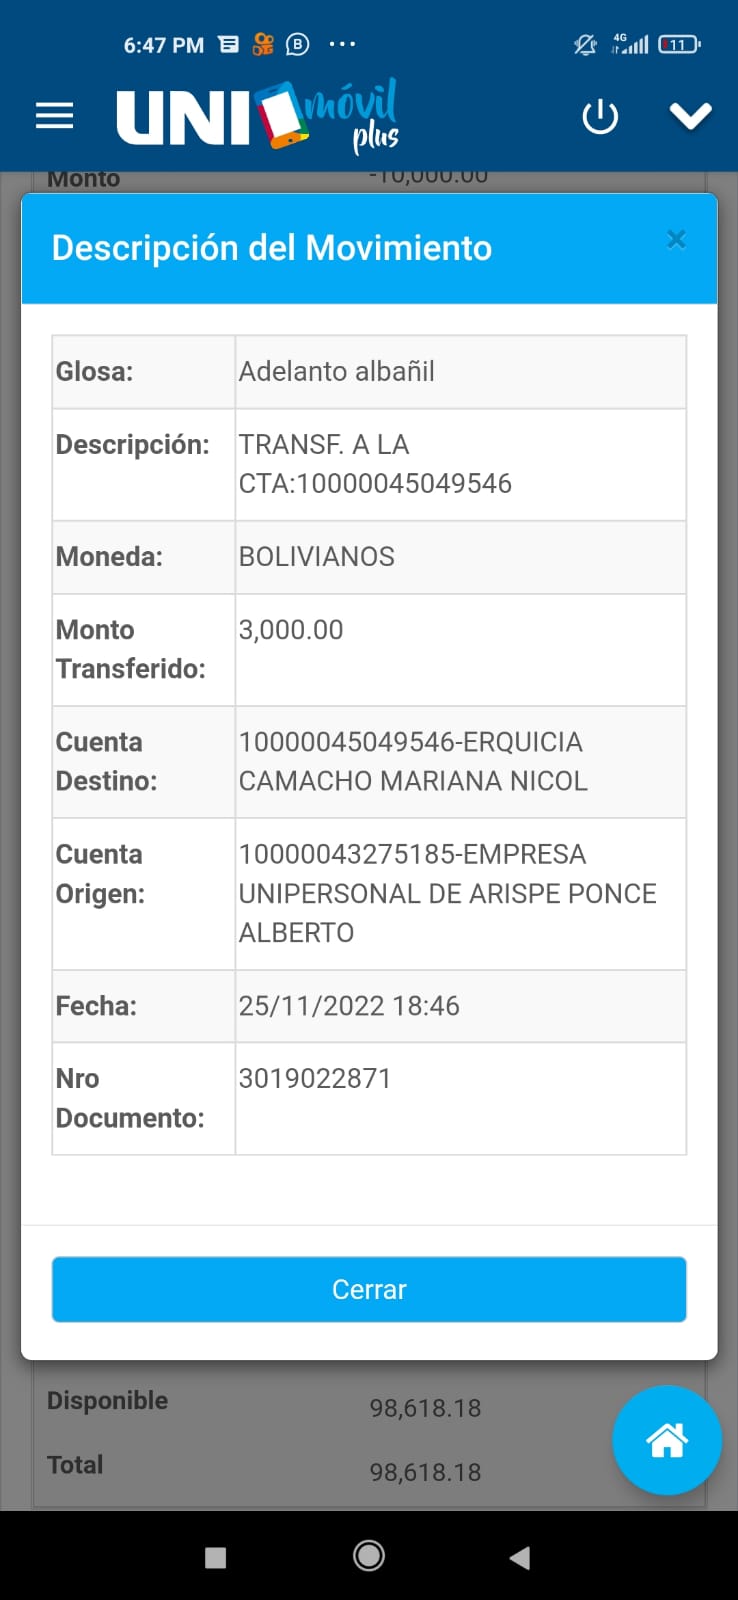 6:47 PM
4G
11
UNI móvil
plus
Monto -10,000.00
Descripción del Movimiento ×
Glosa: Adelanto albañil
Descripción: TRANSF. A LA
CTA:10000045049546
Moneda: BOLIVIANOS
Monto 3,000.00
Transferido:
Cuenta 10000045049546-ERQUICIA
Destino: CAMACHO MARIANA NICOL
Cuenta 10000043275185-EMPRESA
Origen: UNIPERSONAL DE ARISPE PONCE
ALBERTO
Fecha: 25/11/2022 18:46
Nro 3019022871
Documento:
Cerrar
Disponible 98,618.18
Total 98,618.18